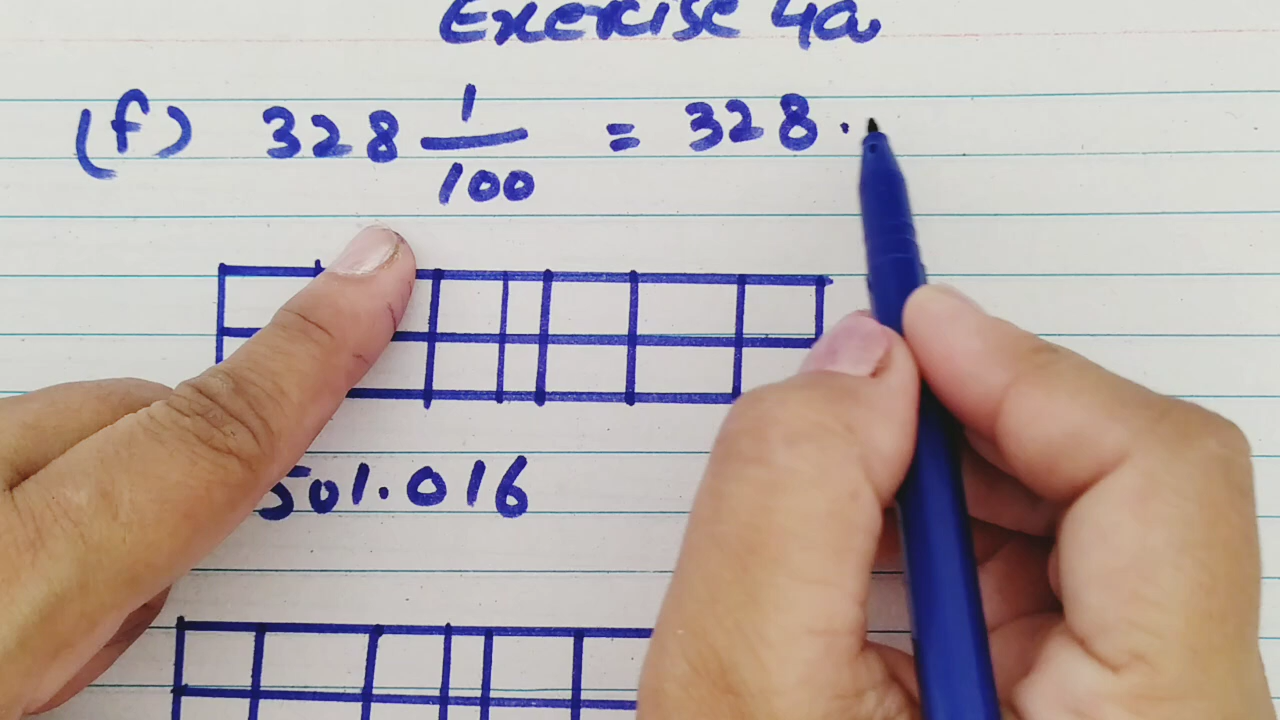 Exercise 4a
(f) 328 1/100 = 328.
501.016